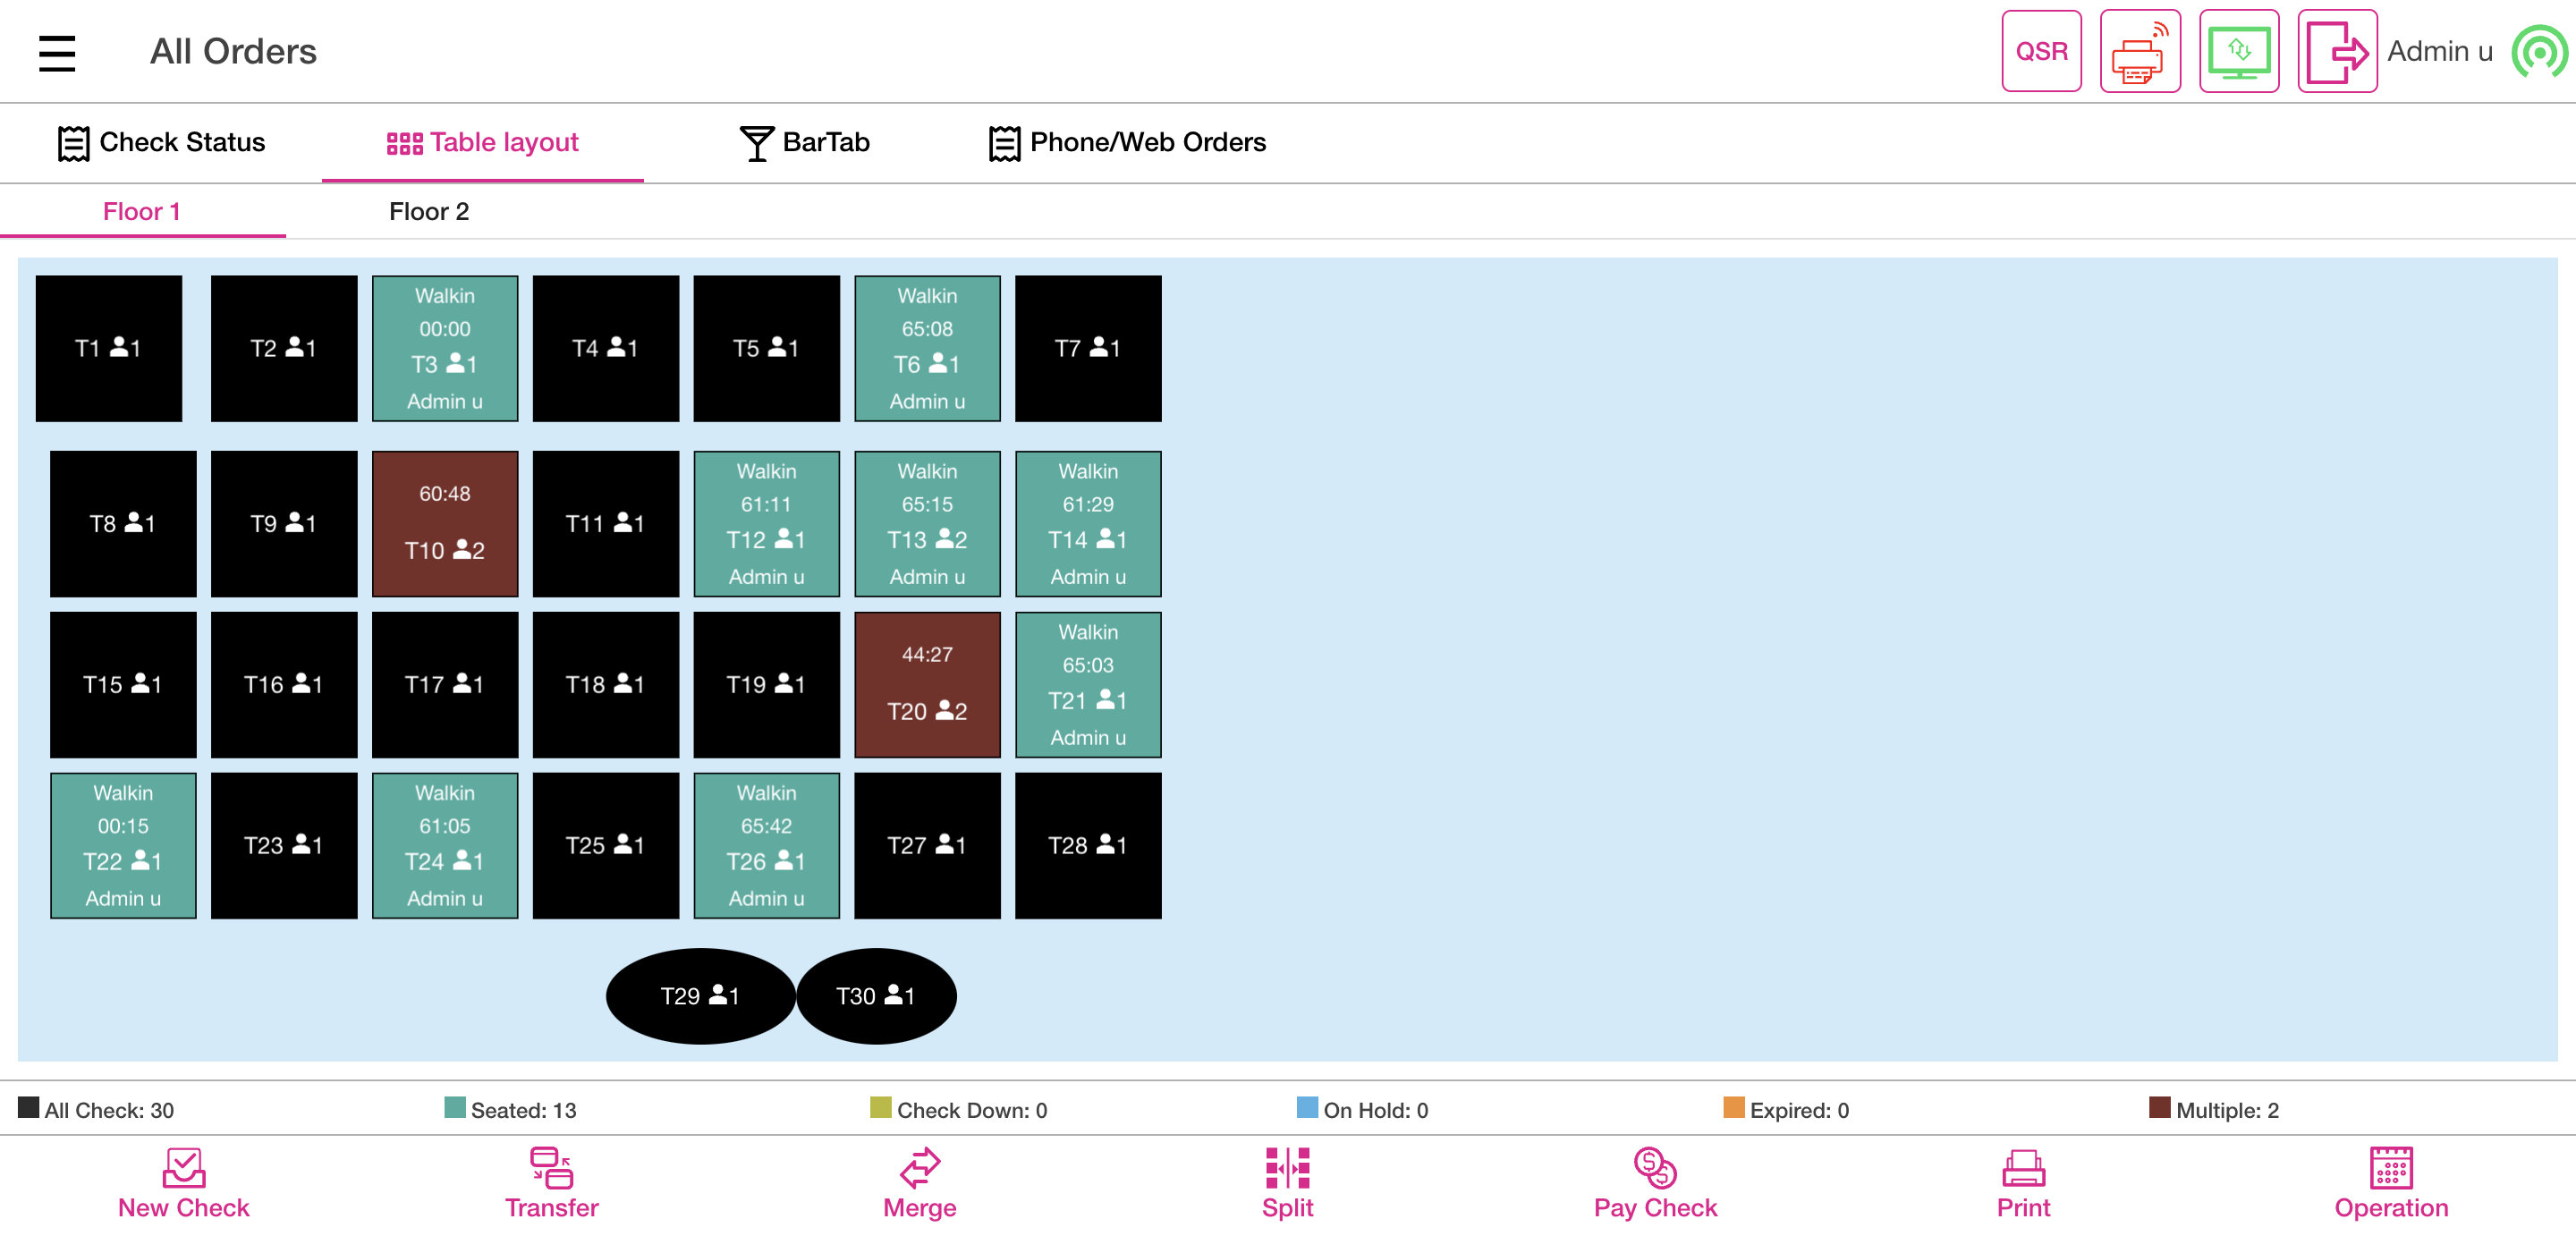 All Orders
QSR
Admin u
Check Status
Table layout
BarTab
Phone/Web Orders
Floor 1
Floor 2
T1 1
T2 1
Walkin
00:00
T3 1
Admin u
T4 1
T5 1
Walkin
65:08
T6 1
Admin u
T7 1
T8 1
T9 1
60:48
T10 2
T11 1
Walkin
61:11
T12 1
Admin u
Walkin
65:15
T13 2
Admin u
Walkin
61:29
T14 1
Admin u
T15 1
T16 1
T17 1
T18 1
T19 1
44:27
T20 2
Walkin
65:03
T21 1
Admin u
Walkin
00:15
T22 1
Admin u
T23 1
Walkin
61:05
T24 1
Admin u
T25 1
Walkin
65:42
T26 1
Admin u
T27 1
T28 1
T29 1
T30 1
All Check: 30
Seated: 13
Check Down: 0
On Hold: 0
Expired: 0
Multiple: 2
New Check
Transfer
Merge
Split
Pay Check
Print
Operation